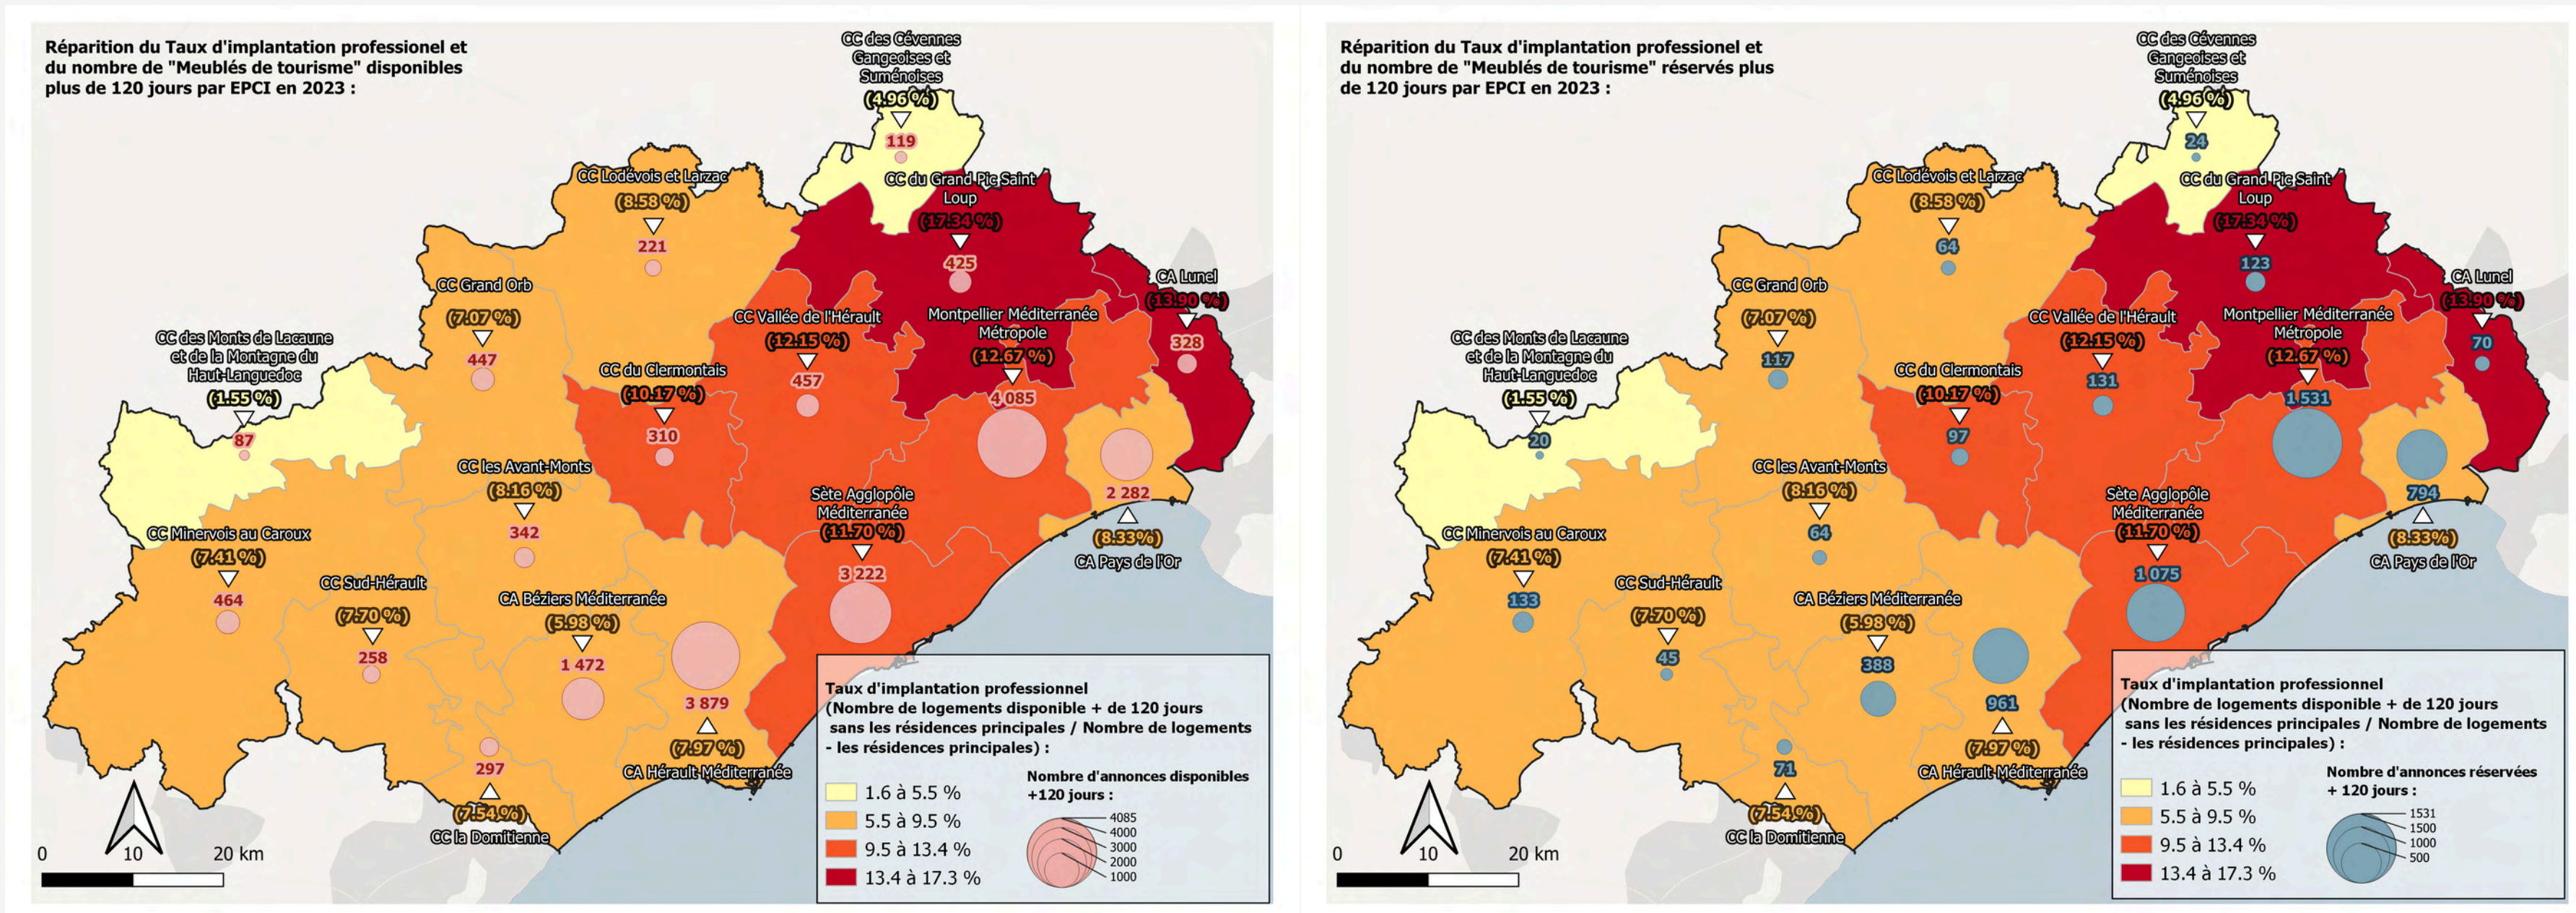 Réparition du Taux d'implantation professionel et
du nombre de "Meublés de tourisme" disponibles
plus de 120 jours par EPCI en 2023 :
CC des Cévennes
Gangeoises et
Suménoises
(4.96 %)
119
CC du Grand Pic Saint
Loup
(17.34 %)
425
CC Lodévois et Larzac
(8.58 %)
221
CA Lunel
(13.90 %)
328
CC Grand Orb
(7.07 %)
447
CC Vallée de l'Hérault
(12.15 %)
457
Montpellier Méditerranée
Métropole
(12.67 %)
4 085
CC des Monts de Lacaune
et de la Montagne du
Haut-Languedoc
(1.55 %)
87
CC du Clermontais
(10.17 %)
310
CC les Avant-Monts
(8.16 %)
342
Sète Agglopôle
Méditerranée
(11.70 %)
3 222
2 282
(8.33%)
CA Pays de l'Or
CC Minervois au Caroux
(7.41 %)
464
CC Sud-Hérault
(7.70 %)
258
CA Béziers Méditerranée
(5.98 %)
1 472
3 879
(7.97 %)
CA Hérault Méditerranée
297
(7.54 %)
CC la Domitienne
0 10 20 km
Taux d'implantation professionnel
(Nombre de logements disponible + de 120 jours
sans les résidences principales / Nombre de logements
- les résidences principales) :
1.6 à 5.5 %
5.5 à 9.5 %
9.5 à 13.4 %
13.4 à 17.3 %
Nombre d'annonces disponibles
+120 jours :
4085
4000
3000
2000
1000
Réparition du Taux d'implantation professionel et
du nombre de "Meublés de tourisme" réservés plus
de 120 jours par EPCI en 2023 :
CC des Cévennes
Gangeoises et
Suménoises
(4.96 %)
24
CC du Grand Pic Saint
Loup
(17.34 %)
123
CC Lodévois et Larzac
(8.58 %)
64
CA Lunel
(13.90 %)
70
CC Grand Orb
(7.07 %)
117
CC Vallée de l'Hérault
(12.15 %)
131
Montpellier Méditerranée
Métropole
(12.67 %)
1 531
CC des Monts de Lacaune
et de la Montagne du
Haut-Languedoc
(1.55 %)
20
CC du Clermontais
(10.17 %)
97
CC les Avant-Monts
(8.16 %)
64
Sète Agglopôle
Méditerranée
(11.70 %)
1 075
794
(8.33%)
CA Pays de l'Or
CC Minervois au Caroux
(7.41 %)
133
CC Sud-Hérault
(7.70 %)
45
CA Béziers Méditerranée
(5.98 %)
388
961
(7.97 %)
CA Hérault Méditerranée
71
(7.54 %)
CC la Domitienne
0 10 20 km
Taux d'implantation professionnel
(Nombre de logements disponible + de 120 jours
sans les résidences principales / Nombre de logements
- les résidences principales) :
1.6 à 5.5 %
5.5 à 9.5 %
9.5 à 13.4 %
13.4 à 17.3 %
Nombre d'annonces réservées
+ 120 jours :
1531
1500
1000
500